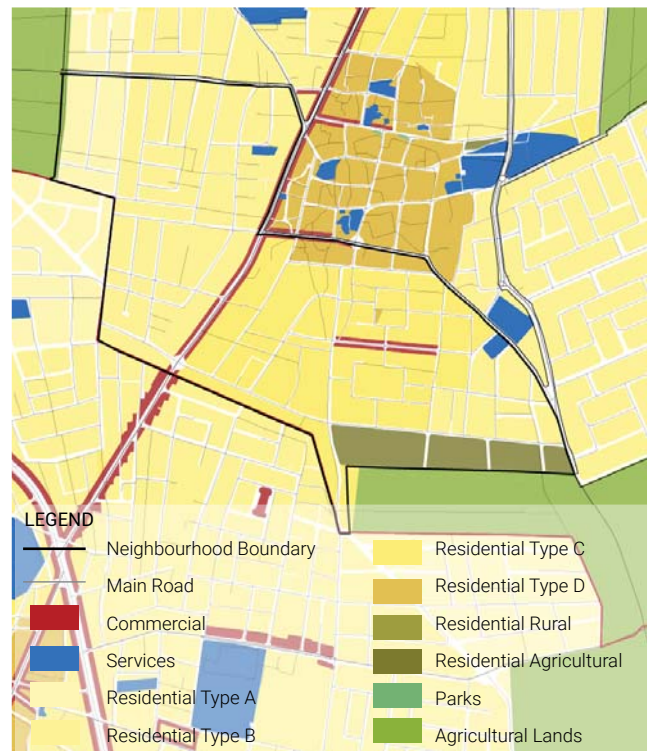 LEGEND
Neighbourhood Boundary
Main Road
Commercial
Services
Residential Type A
Residential Type B
Residential Type C
Residential Type D
Residential Rural
Residential Agricultural
Parks
Agricultural Lands